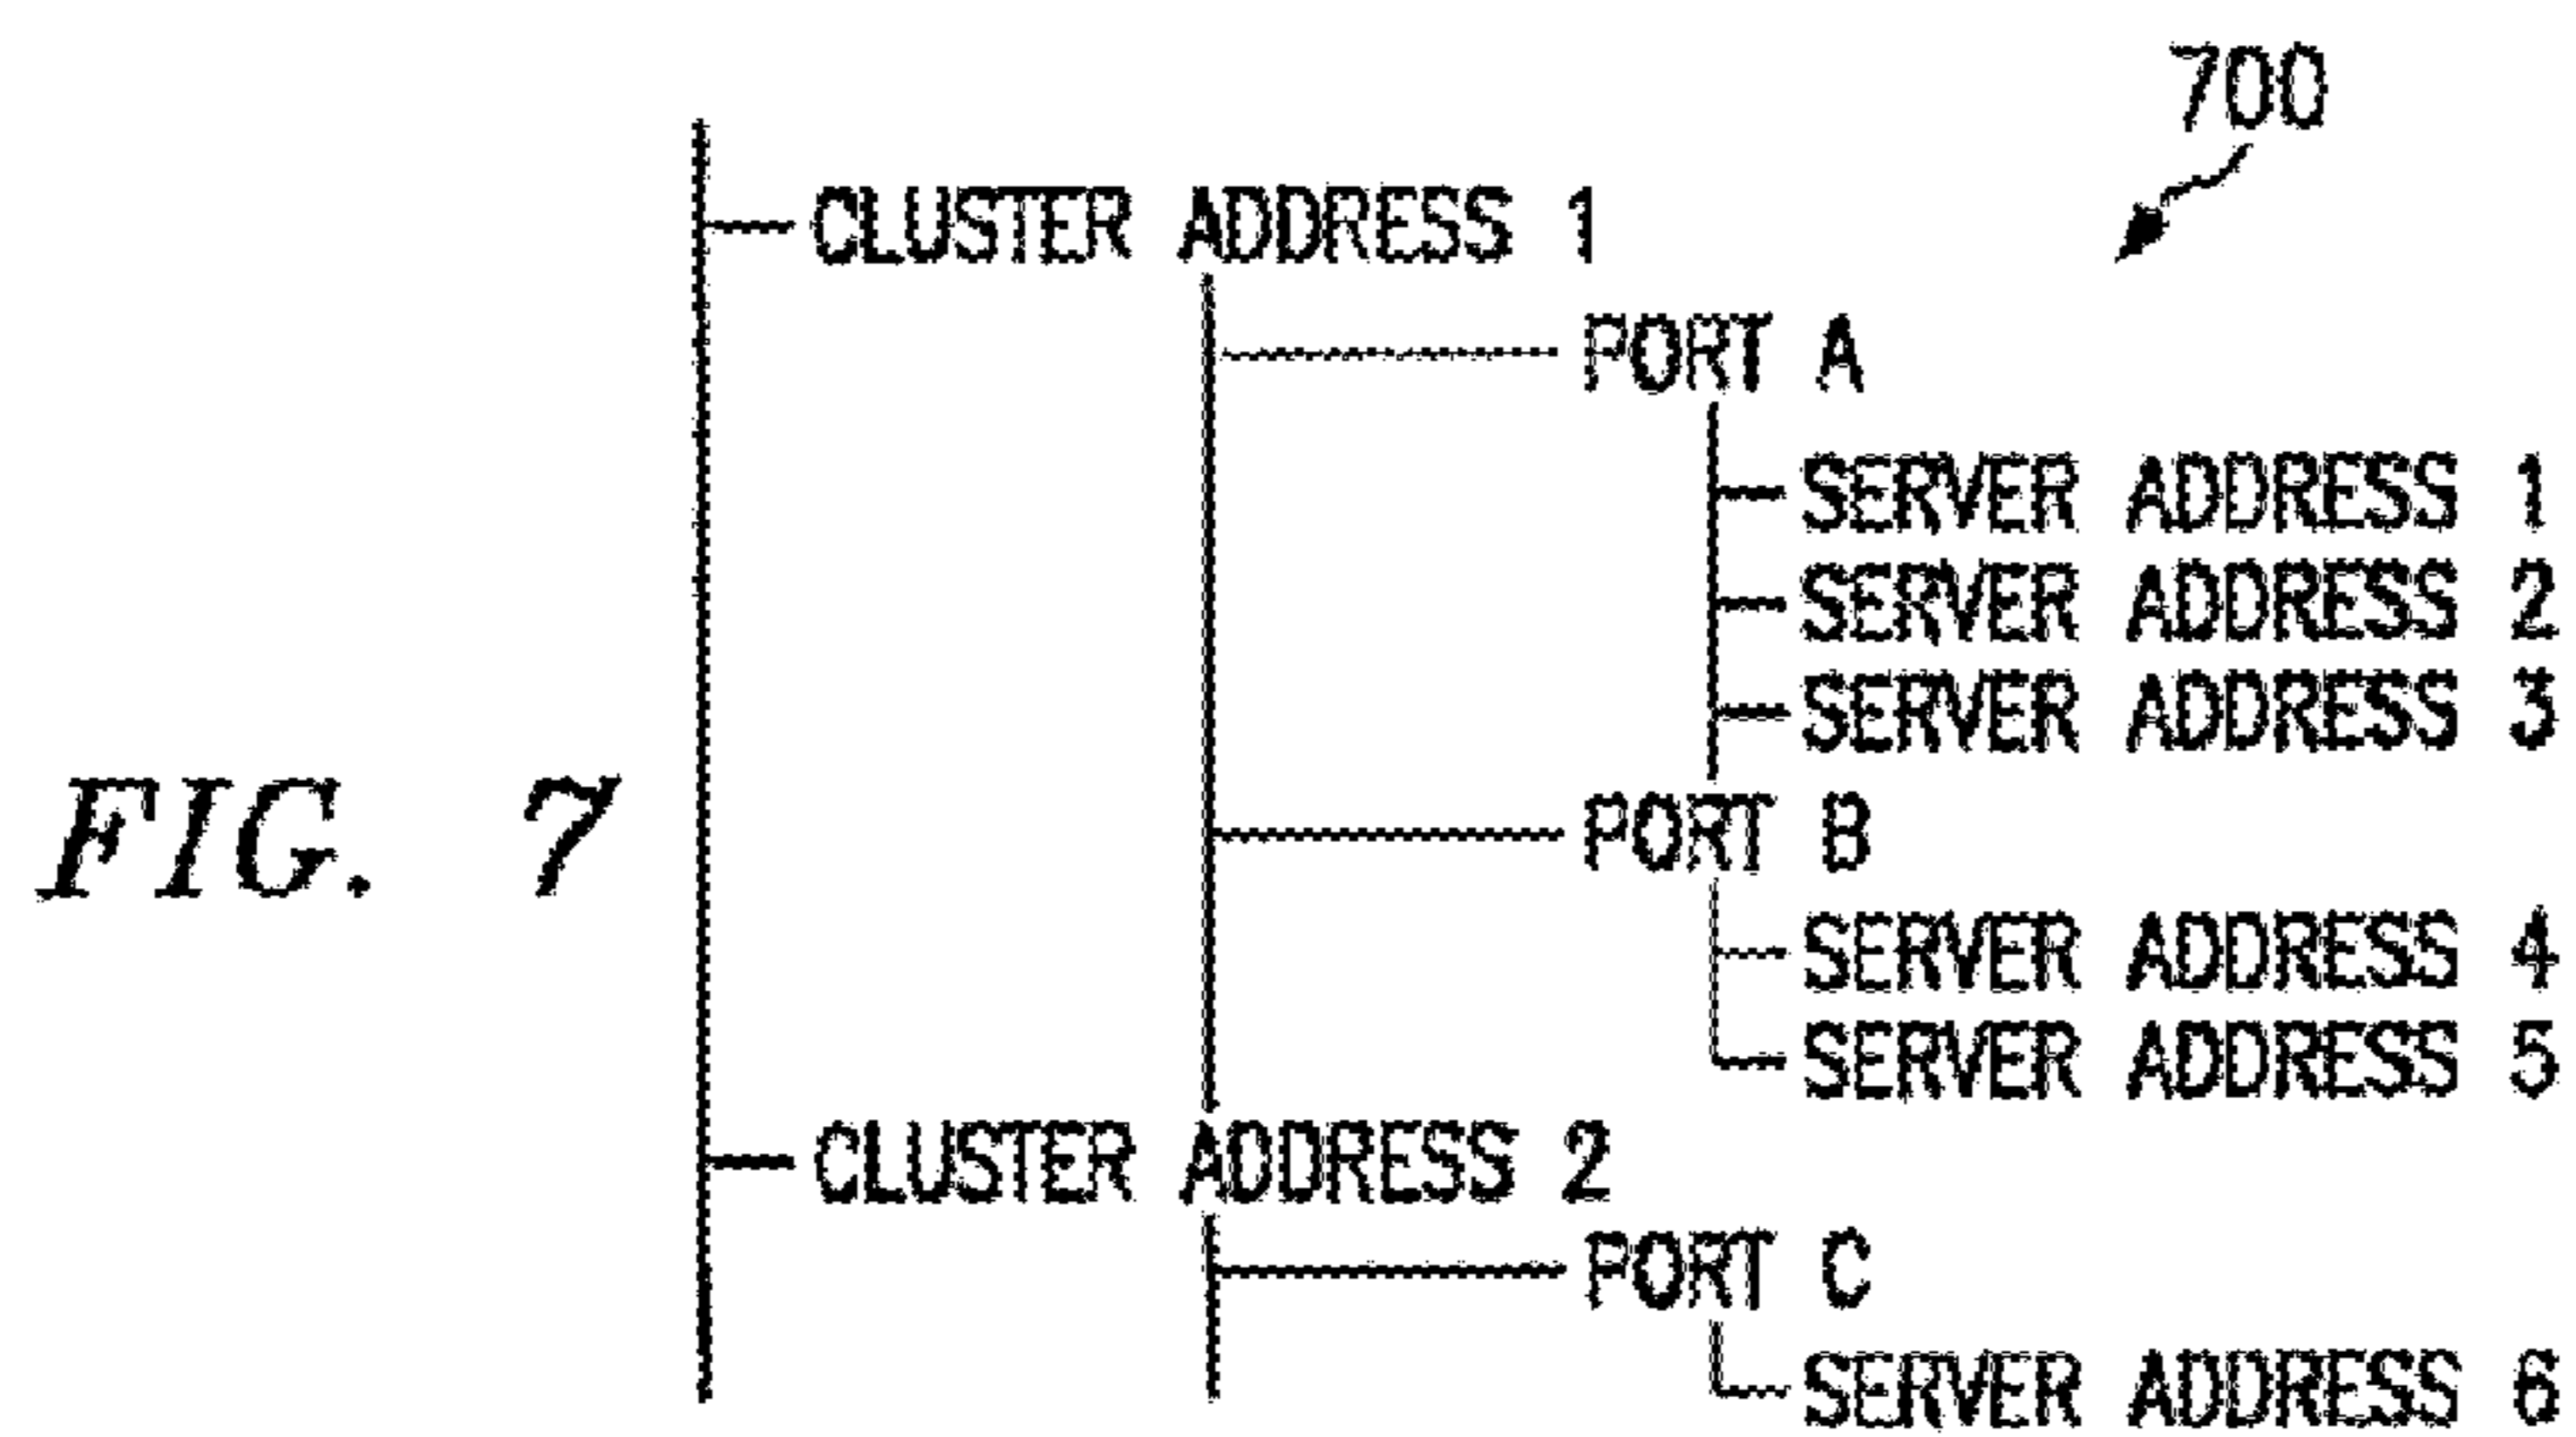 700
CLUSTER ADDRESS 1
PORT A
SERVER ADDRESS 1
SERVER ADDRESS 2
SERVER ADDRESS 3
FIG. 7
PORT B
SERVER ADDRESS 4
SERVER ADDRESS 5
CLUSTER ADDRESS 2
PORT C
SERVER ADDRESS 6